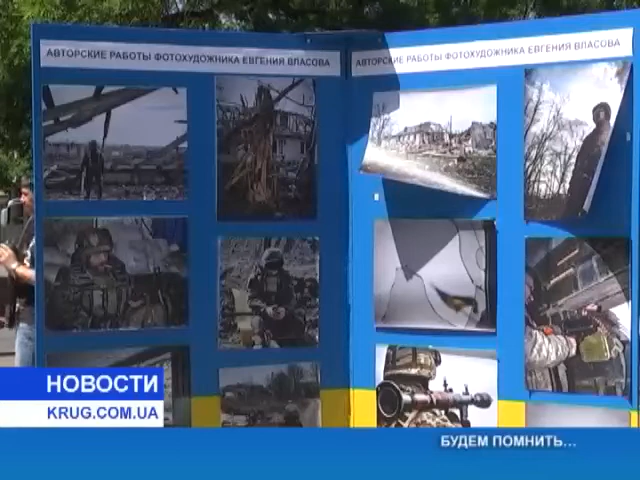 АВТОРСКИЕ РАБОТЫ ФОТОХУДОЖНИКА ЕВГЕНИЯ ВЛАСОВА
АВТОРСКИЕ РАБОТЫ ФОТОХУДОЖНИКА ЕВГЕНИЯ ВЛАСОВА
НОВОСТИ
KRUG.COM.UA
БУДЕМ ПОМНИТЬ...